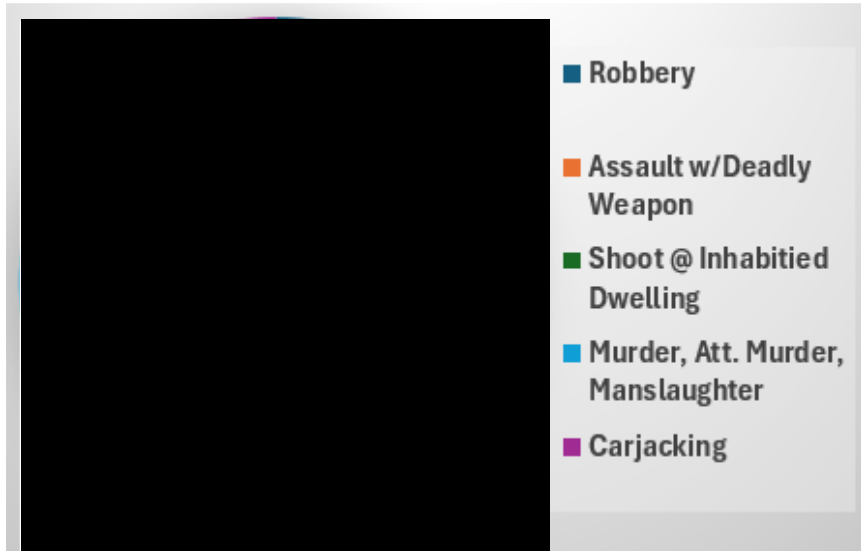 Robbery
Assault w/Deadly
Weapon
Shoot @ Inhabitied
Dwelling
Murder, Att. Murder,
Manslaughter
Carjacking